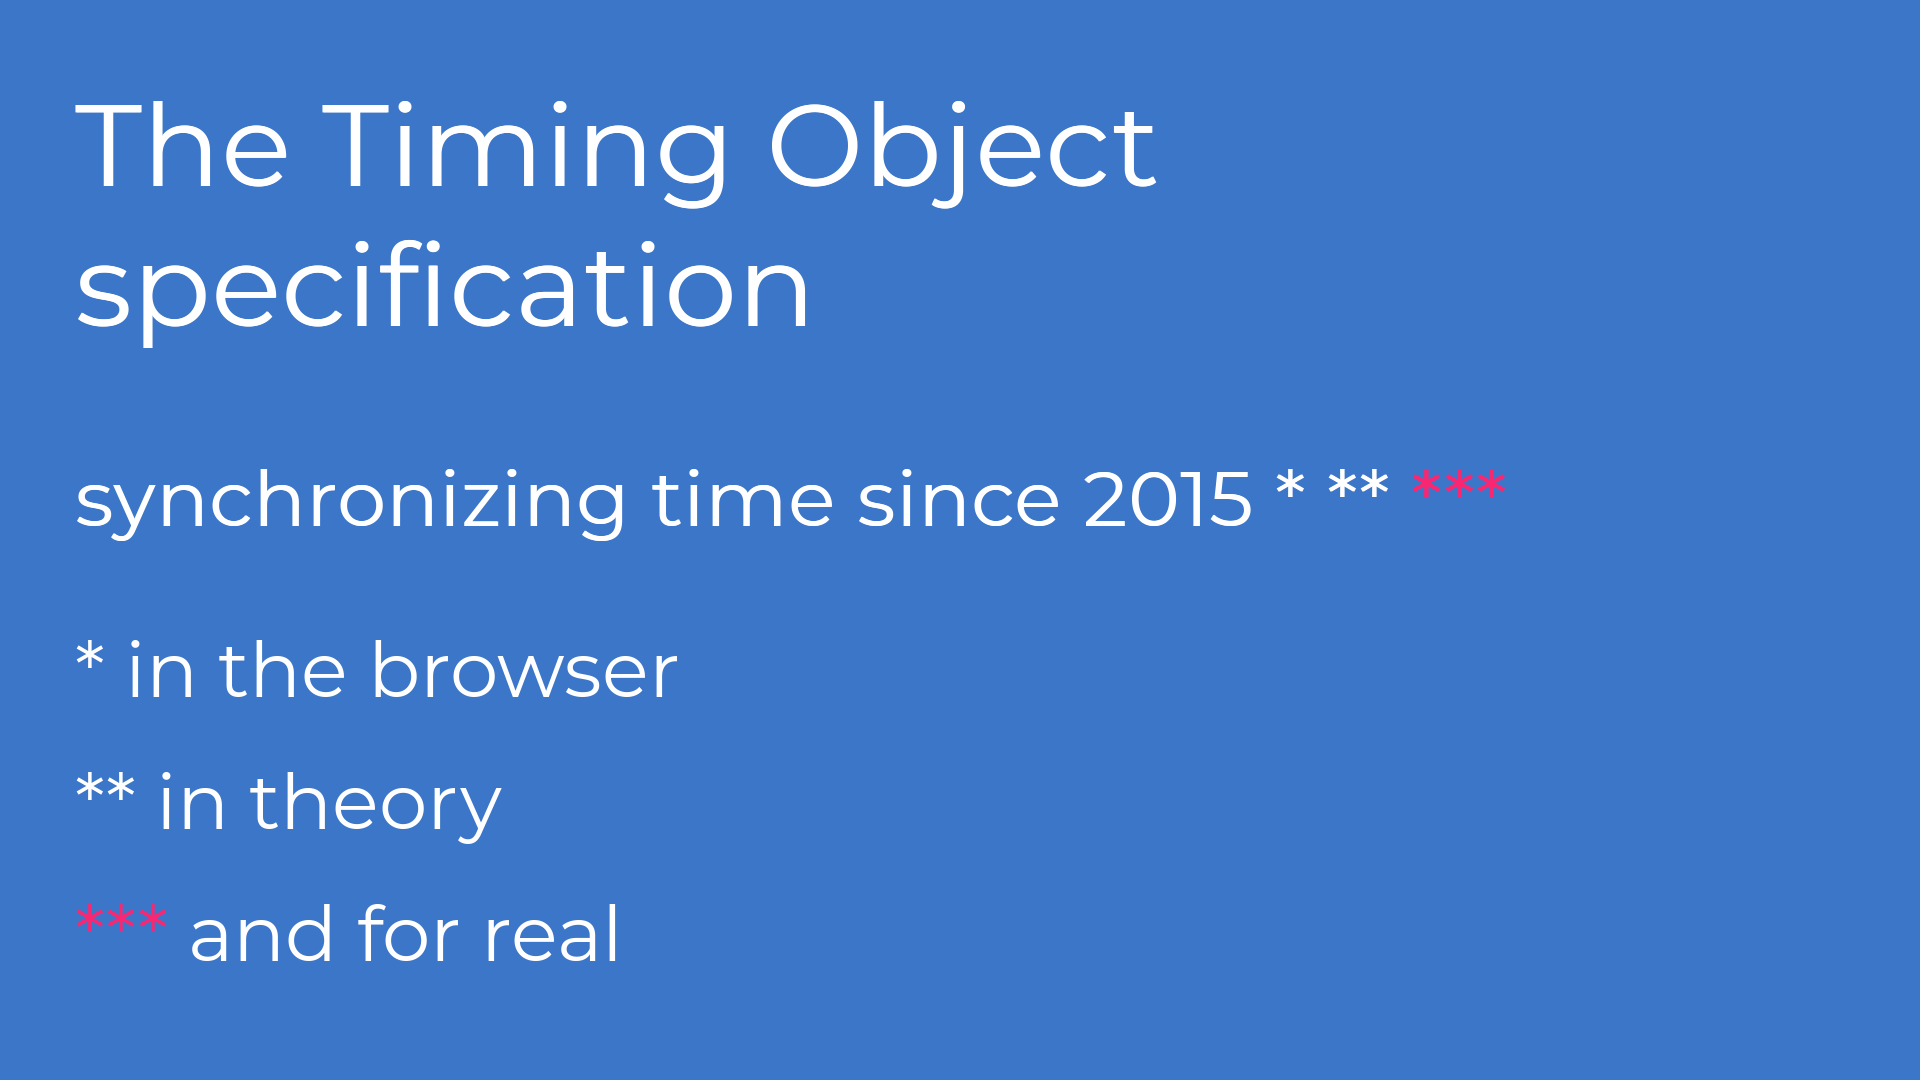 The Timing Object
specification
synchronizing time since 2015 * ** ***
* in the browser
** in theory
*** and for real